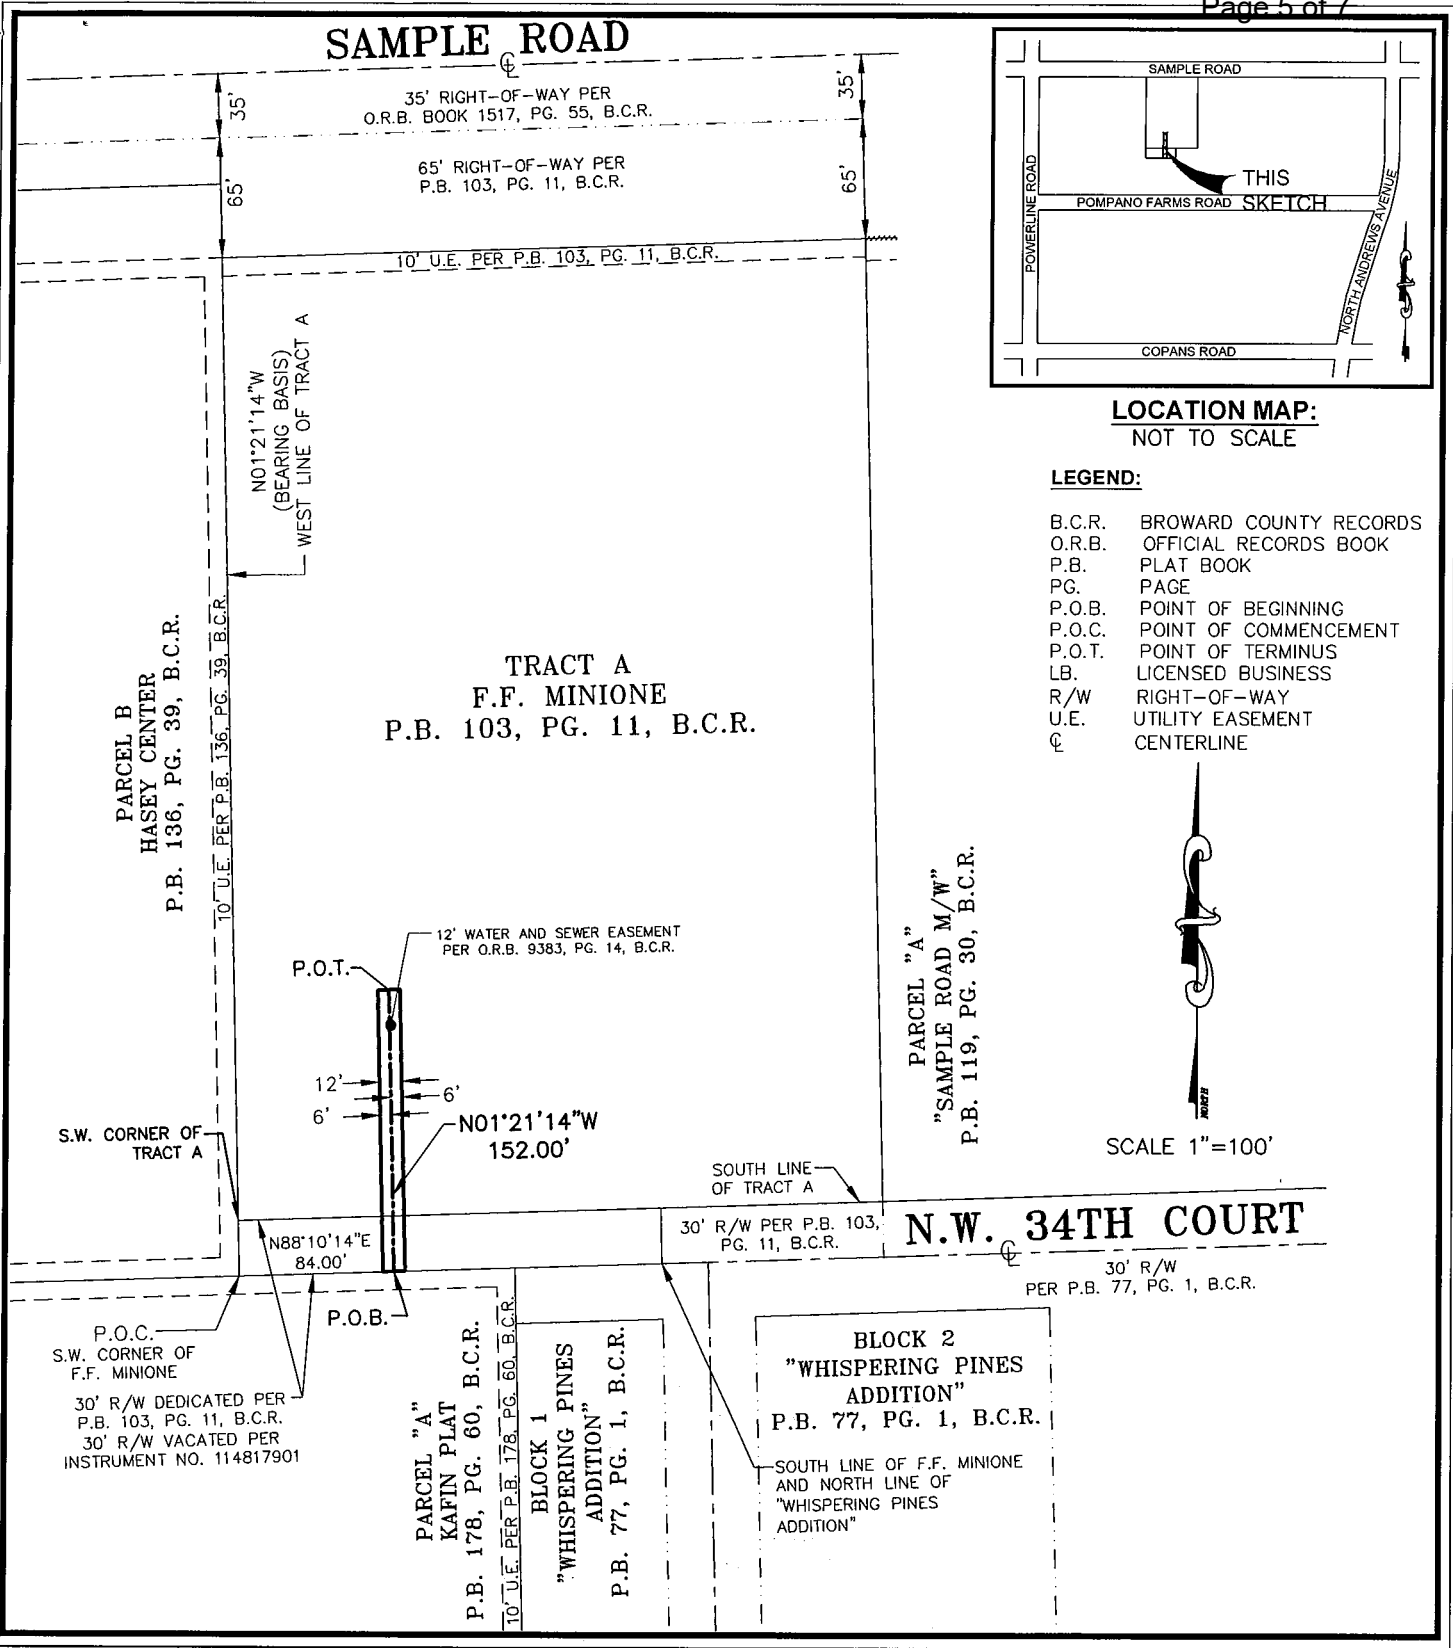 Page 5 of 7
SAMPLE ROAD
℄
35'
35' RIGHT-OF-WAY PER
O.R.B. BOOK 1517, PG. 55, B.C.R.
35'
65'
65' RIGHT-OF-WAY PER
P.B. 103, PG. 11, B.C.R.
65'
10' U.E. PER P.B. 103, PG. 11, B.C.R.
N01°21'14"W
(BEARING BASIS)
WEST LINE OF TRACT A
PARCEL B
HASEY CENTER
P.B. 136, PG. 39, B.C.R.
10' U.E. PER P.B. 136, PG. 39, B.C.R.
TRACT A
F.F. MINIONE
P.B. 103, PG. 11, B.C.R.
12' WATER AND SEWER EASEMENT
PER O.R.B. 9383, PG. 14, B.C.R.
P.O.T.
12'
6'
6'
N01°21'14"W
152.00'
S.W. CORNER OF
TRACT A
SOUTH LINE
OF TRACT A
PARCEL "A"
"SAMPLE ROAD M/W"
P.B. 119, PG. 30, B.C.R.
N88°10'14"E
84.00'
30' R/W PER P.B. 103,
PG. 11, B.C.R.
N.W. 34TH COURT
℄
30' R/W
PER P.B. 77, PG. 1, B.C.R.
P.O.B.
P.O.C.
S.W. CORNER OF
F.F. MINIONE
30' R/W DEDICATED PER
P.B. 103, PG. 11, B.C.R.
30' R/W VACATED PER
INSTRUMENT NO. 114817901
PARCEL "A"
KAFIN PLAT
P.B. 178, PG. 60, B.C.R.
10' U.E. PER P.B. 178, PG. 60, B.C.R.
BLOCK 1
"WHISPERING PINES
ADDITION"
P.B. 77, PG. 1, B.C.R.
BLOCK 2
"WHISPERING PINES
ADDITION"
P.B. 77, PG. 1, B.C.R.
SOUTH LINE OF F.F. MINIONE
AND NORTH LINE OF
"WHISPERING PINES
ADDITION"
SAMPLE ROAD
POWERLINE ROAD
THIS
SKETCH
POMPANO FARMS ROAD
NORTH ANDREWS AVENUE
COPANS ROAD
LOCATION MAP:
NOT TO SCALE
LEGEND:
B.C.R. BROWARD COUNTY RECORDS
O.R.B. OFFICIAL RECORDS BOOK
P.B. PLAT BOOK
PG. PAGE
P.O.B. POINT OF BEGINNING
P.O.C. POINT OF COMMENCEMENT
P.O.T. POINT OF TERMINUS
LB. LICENSED BUSINESS
R/W RIGHT-OF-WAY
U.E. UTILITY EASEMENT
℄ CENTERLINE
NORTH
SCALE 1"=100'